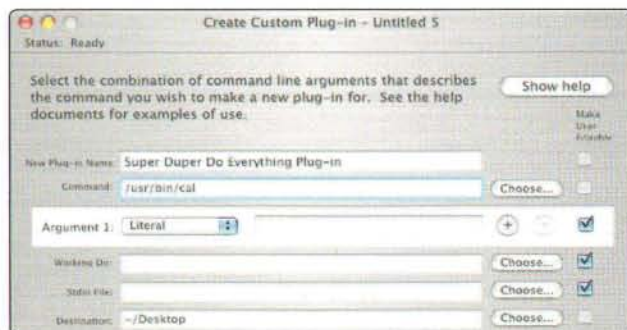 Create Custom Plug-in - Untitled 5
Status: Ready
Select the combination of command line arguments that describes
the command you wish to make a new plug-in for. See the help
documents for examples of use.
Show help
Make
User
Editable
New Plug-in Name: Super Duper Do Everything Plug-in
Command: /usr/bin/cal Choose...
Argument 1: Literal
Working Dir: Choose...
Stdin File: Choose...
Destination: ~/Desktop Choose...